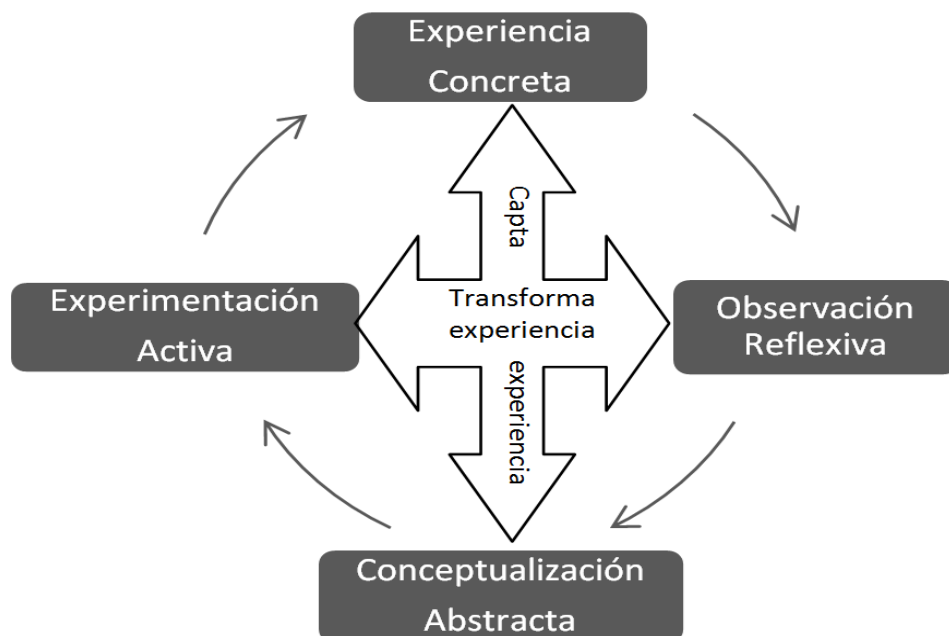 Experiencia
Concreta
Capta
Experimentación
Activa
Transforma
experiencia
Observación
Reflexiva
experiencia
Conceptualización
Abstracta